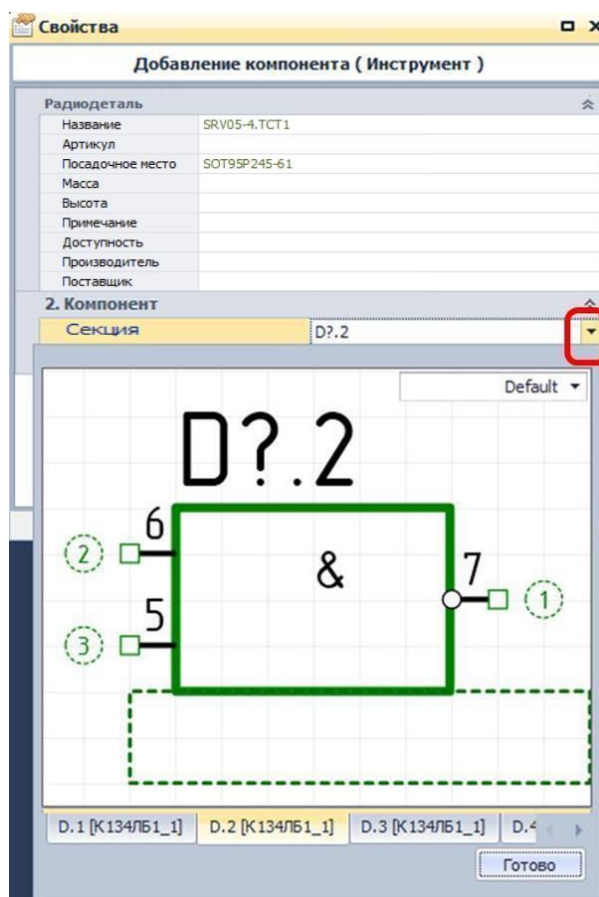 Свойства
Добавление компонента ( Инструмент )
Радиодеталь
Название SRV05-4.TCT1
Артикул
Посадочное место SOT95P245-61
Масса
Высота
Примечание
Доступность
Производитель
Поставщик
2. Компонент
Секция D?.2
Default
D?.2
6
2
&
7
1
5
3
D.1 [К134ЛБ1_1] D.2 [К134ЛБ1_1] D.3 [К134ЛБ1_1] D.4
Готово